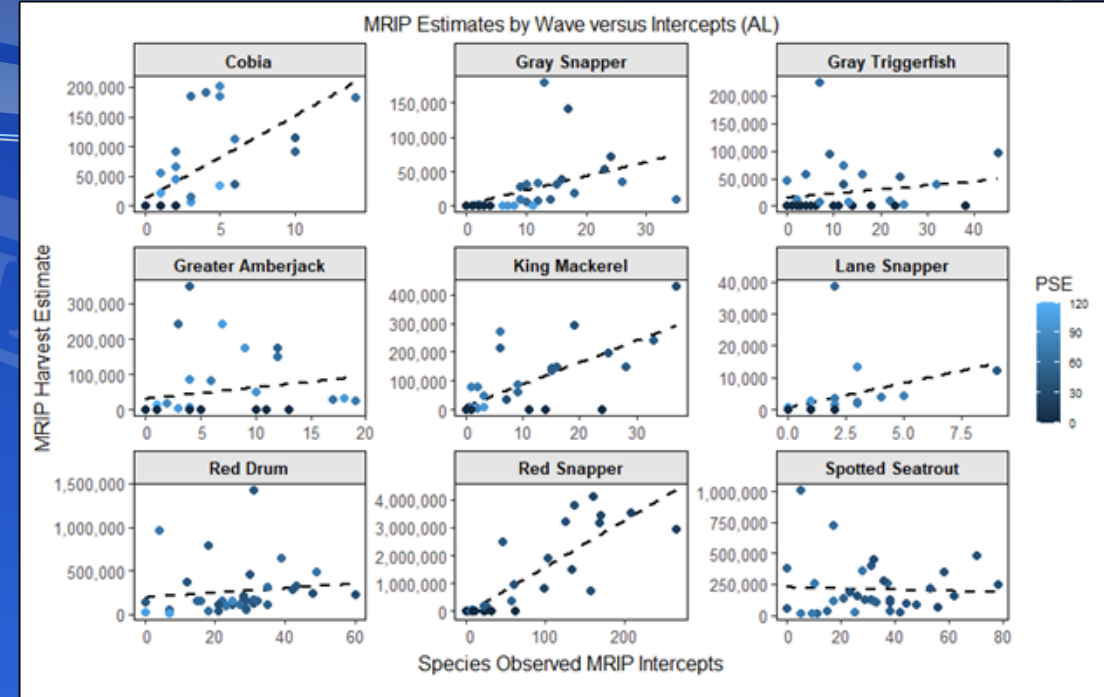 MRIP Estimates by Wave versus Intercepts (AL)
Cobia
200,000
150,000
100,000
50,000
0
0 5 10
Gray Snapper
150,000
100,000
50,000
0
0 10 20 30
Gray Triggerfish
200,000
150,000
100,000
50,000
0
0 10 20 30 40
MRIP Harvest Estimate
Greater Amberjack
300,000
200,000
100,000
0
0 5 10 15 20
King Mackerel
400,000
300,000
200,000
100,000
0
0 10 20 30
Lane Snapper
40,000
30,000
20,000
10,000
0
0.0 2.5 5.0 7.5
PSE
120
90
60
30
0
Red Drum
1,500,000
1,000,000
500,000
0
0 20 40 60
Red Snapper
4,000,000
3,000,000
2,000,000
1,000,000
0
100 200
Spotted Seatrout
1,000,000
750,000
500,000
250,000
0
0 20 40 60 80
Species Observed MRIP Intercepts